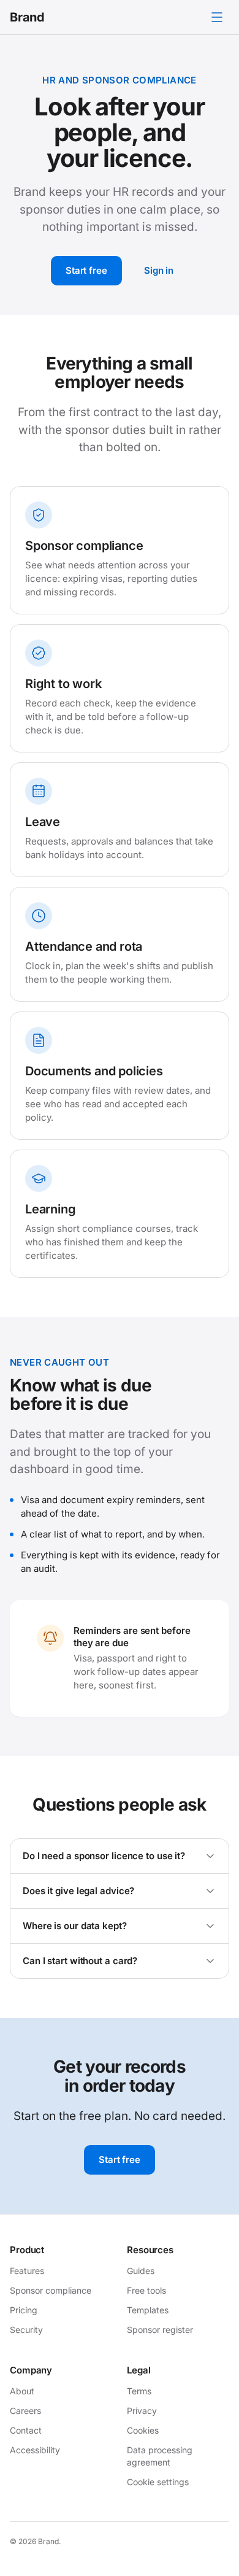 Brand
HR AND SPONSOR COMPLIANCE
Look after your
people, and
your licence.
Brand keeps your HR records and your
sponsor duties in one calm place, so
nothing important is missed.
Start free
Sign in
Everything a small
employer needs
From the first contract to the last day,
with the sponsor duties built in rather
than bolted on.
Sponsor compliance
See what needs attention across your
licence: expiring visas, reporting duties
and missing records.
Right to work
Record each check, keep the evidence
with it, and be told before a follow-up
check is due.
Leave
Requests, approvals and balances that take
bank holidays into account.
Attendance and rota
Clock in, plan the week's shifts and publish
them to the people working them.
Documents and policies
Keep company files with review dates, and
see who has read and accepted each
policy.
Learning
Assign short compliance courses, track
who has finished them and keep the
certificates.
NEVER CAUGHT OUT
Know what is due
before it is due
Dates that matter are tracked for you
and brought to the top of your
dashboard in good time.
Visa and document expiry reminders, sent
ahead of the date.
A clear list of what to report, and by when.
Everything is kept with its evidence, ready for
an audit.
Reminders are sent before
they are due
Visa, passport and right to
work follow-up dates appear
here, soonest first.
Questions people ask
Do I need a sponsor licence to use it?
Does it give legal advice?
Where is our data kept?
Can I start without a card?
Get your records
in order today
Start on the free plan. No card needed.
Start free
Product
Features
Sponsor compliance
Pricing
Security
Resources
Guides
Free tools
Templates
Sponsor register
Company
About
Careers
Contact
Accessibility
Legal
Terms
Privacy
Cookies
Data processing
agreement
Cookie settings
© 2026 Brand.